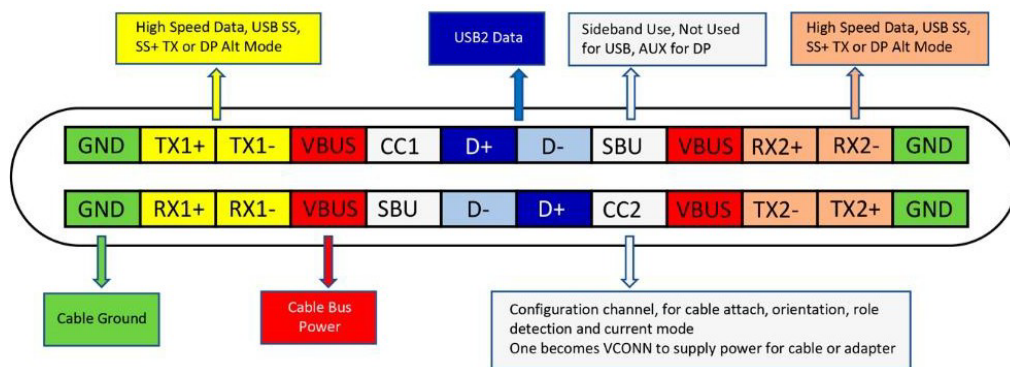 High Speed Data, USB SS,
SS+ TX or DP Alt Mode
USB2 Data
Sideband Use, Not Used
for USB, AUX for DP
High Speed Data, USB SS,
SS+ TX or DP Alt Mode
GND TX1+ TX1- VBUS CC1 D+ D- SBU VBUS RX2+ RX2- GND
GND RX1+ RX1- VBUS SBU D- D+ CC2 VBUS TX2- TX2+ GND
Cable Ground
Cable Bus
Power
Configuration channel, for cable attach, orientation, role
detection and current mode
One becomes VCONN to supply power for cable or adapter